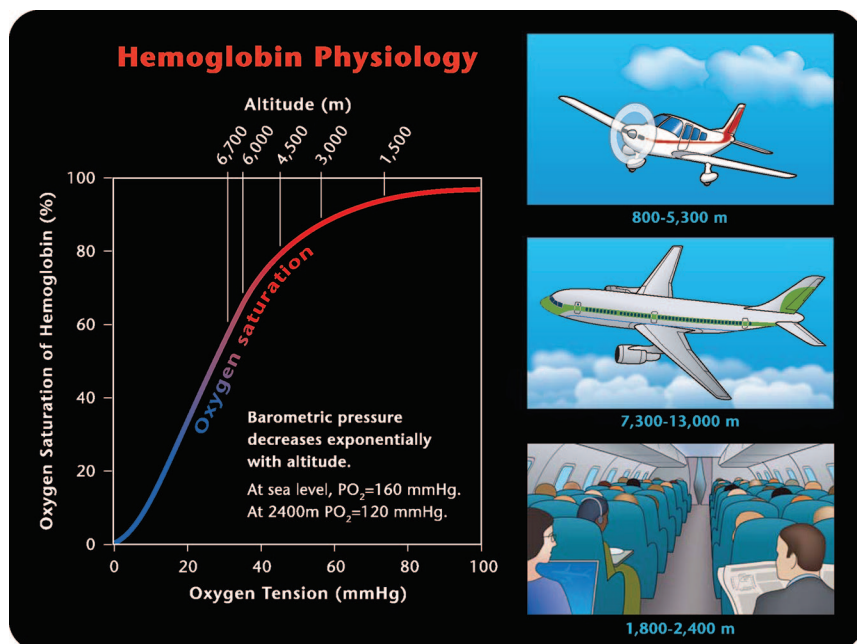 Hemoglobin Physiology
Altitude (m)
6,700
6,000
4,500
3,000
1,500
Oxygen Saturation of Hemoglobin (%)
100
80
60
40
20
0
Oxygen saturation
Barometric pressure
decreases exponentially
with altitude.
At sea level, PO₂=160 mmHg.
At 2400m PO₂=120 mmHg.
0
20
40
60
80
100
Oxygen Tension (mmHg)
800-5,300 m
7,300-13,000 m
1,800-2,400 m